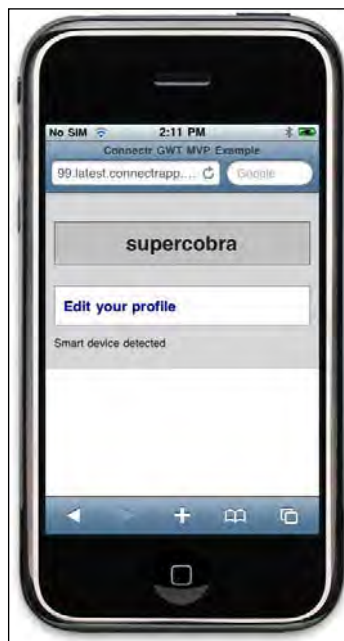 No SIM 2:11 PM
Connectr GWT MVP Example
99.latest.connectrapp.... Google
supercobra
Edit your profile
Smart device detected